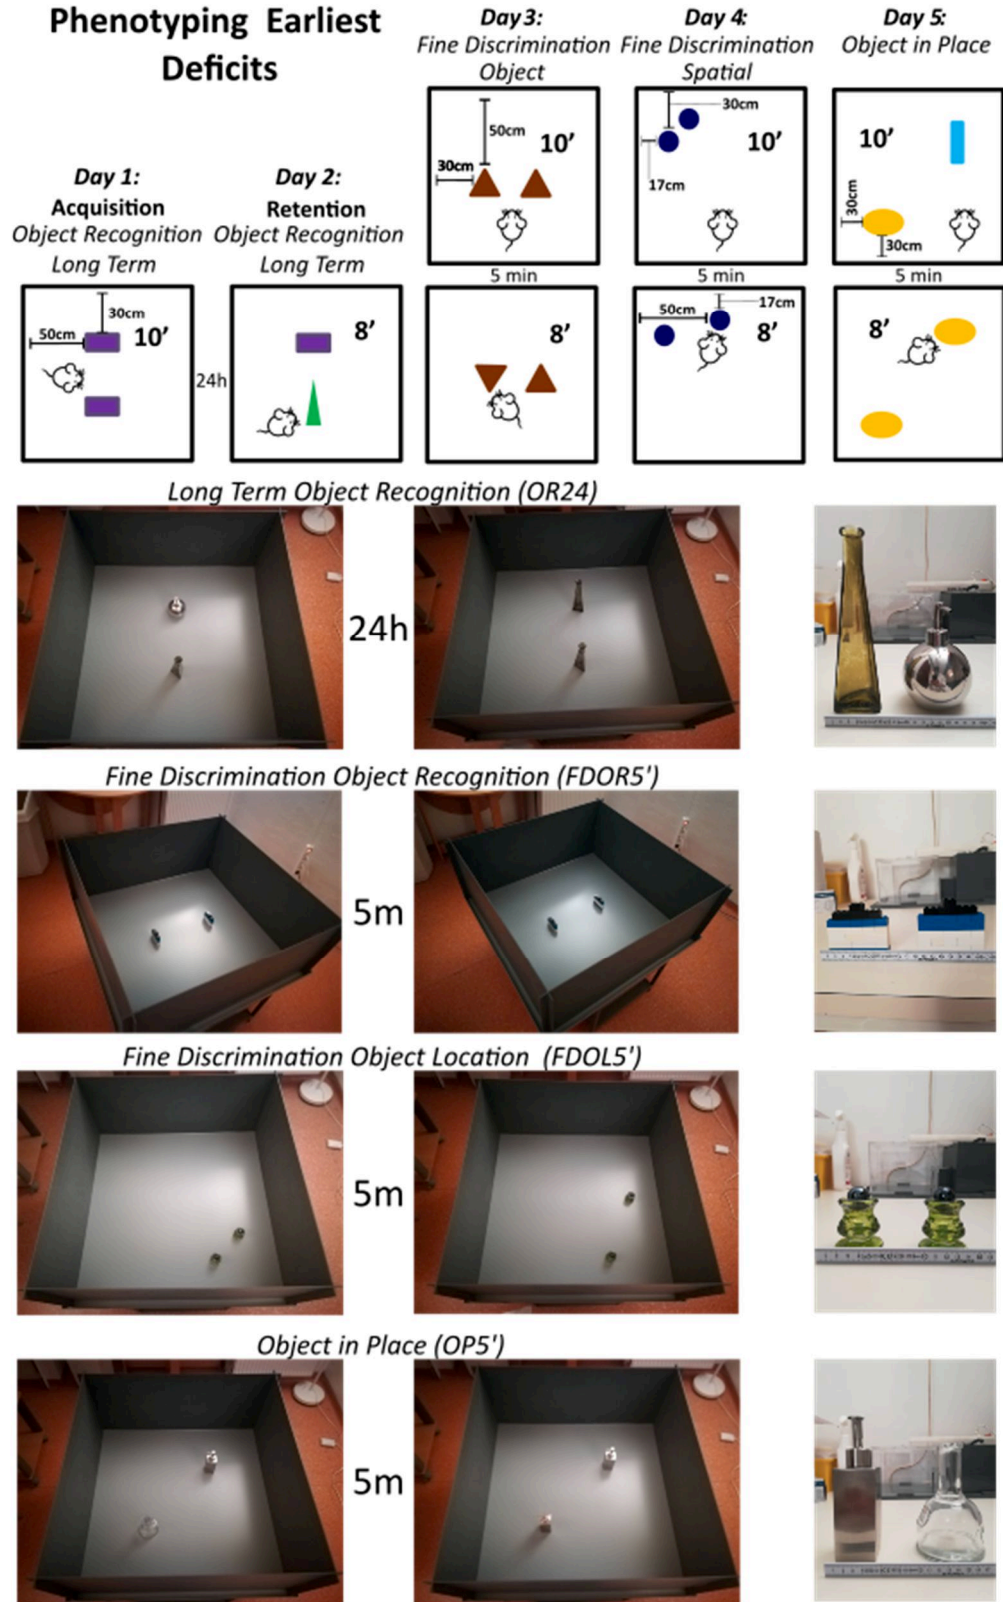 Phenotyping Earliest
Deficits
Day 1:
Acquisition
Object Recognition
Long Term
30cm
50cm
10’
24h
Day 2:
Retention
Object Recognition
Long Term
8’
Day3:
Fine Discrimination
Object
50cm
10’
30cm
5 min
8’
Day 4:
Fine Discrimination
Spatial
30cm
10’
17cm
5 min
17cm
50cm
8’
Day 5:
Object in Place
10’
30cm
30cm
5 min
8’
Long Term Object Recognition (OR24)
24h
Fine Discrimination Object Recognition (FDOR5')
5m
Fine Discrimination Object Location (FDOL5')
5m
Object in Place (OP5')
5m